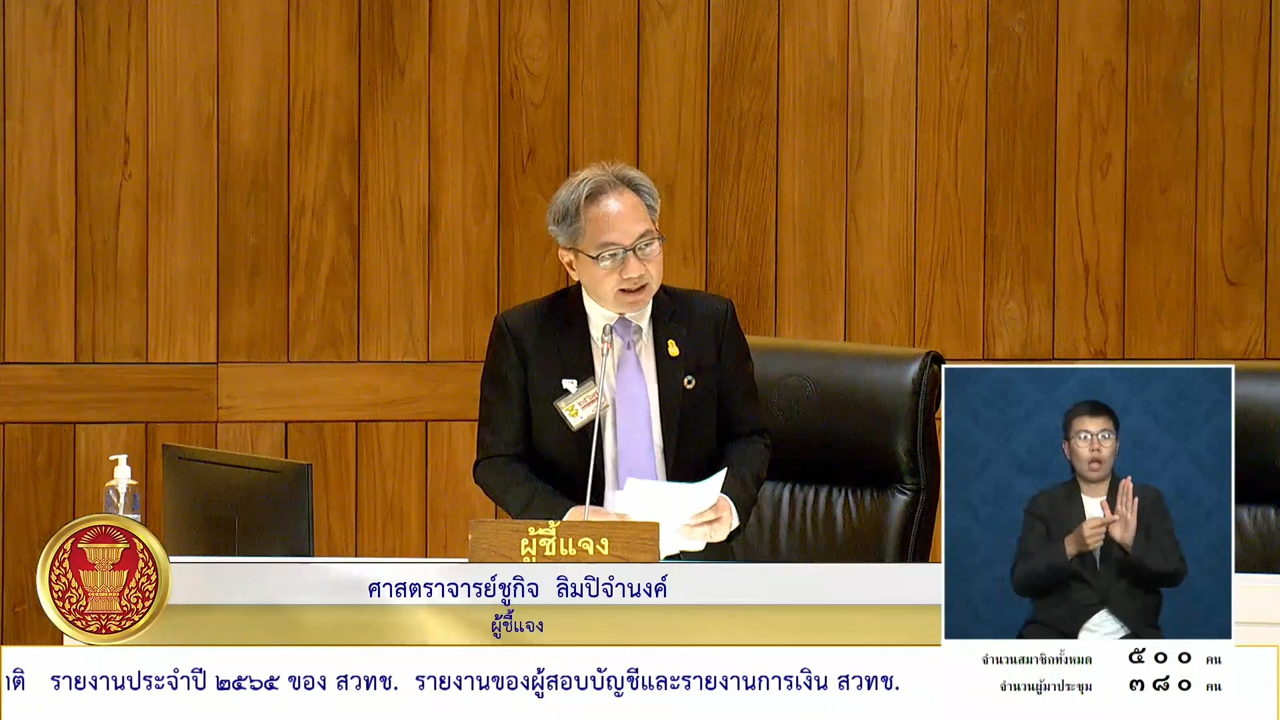 ผู้ชี้แจง
ศาสตราจารย์ชูกิจ ลิมปิจำนงค์
ผู้ชี้แจง
จำนวนสมาชิกทั้งหมด ๕๐๐ คน
จำนวนผู้มาประชุม ๓๘๐ คน
รายงานประจำปี ๒๕๖๕ ของ สวทช. รายงานของผู้สอบบัญชีและรายงานการเงิน สวทช.